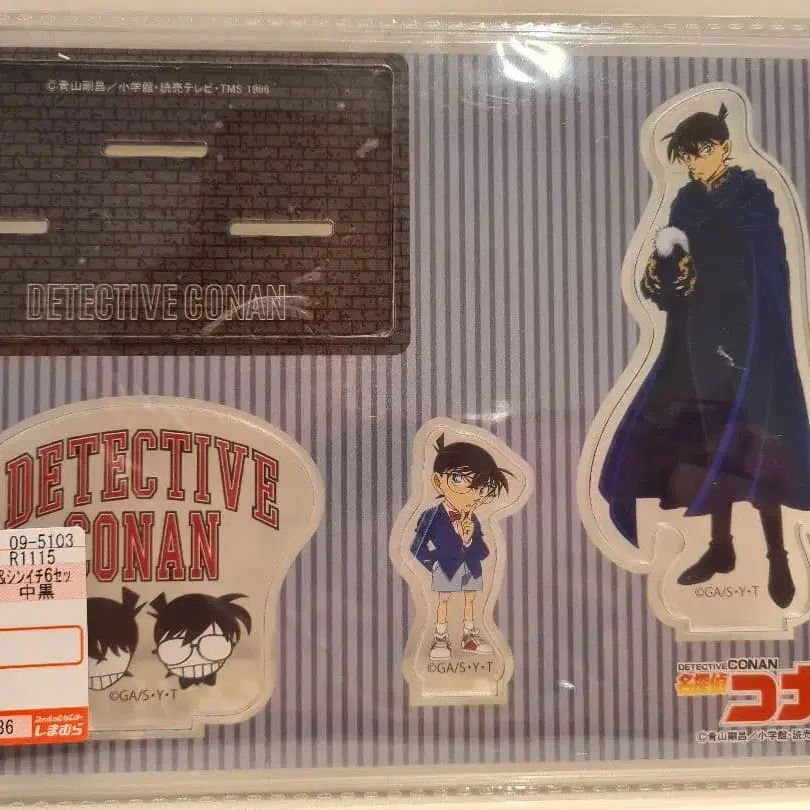 ©青山剛昌／小学館・読売テレビ・TMS 1996
DETECTIVE CONAN
DETECTIVE
CONAN
©GA/S・Y・T
09-5103
R1115
&シンイチ6セッ
中黒
36
しまむら
©GA/S・Y・T
©GA/S・Y・T
DETECTIVE CONAN
名探偵
コナ
©青山剛昌／小学館・読売